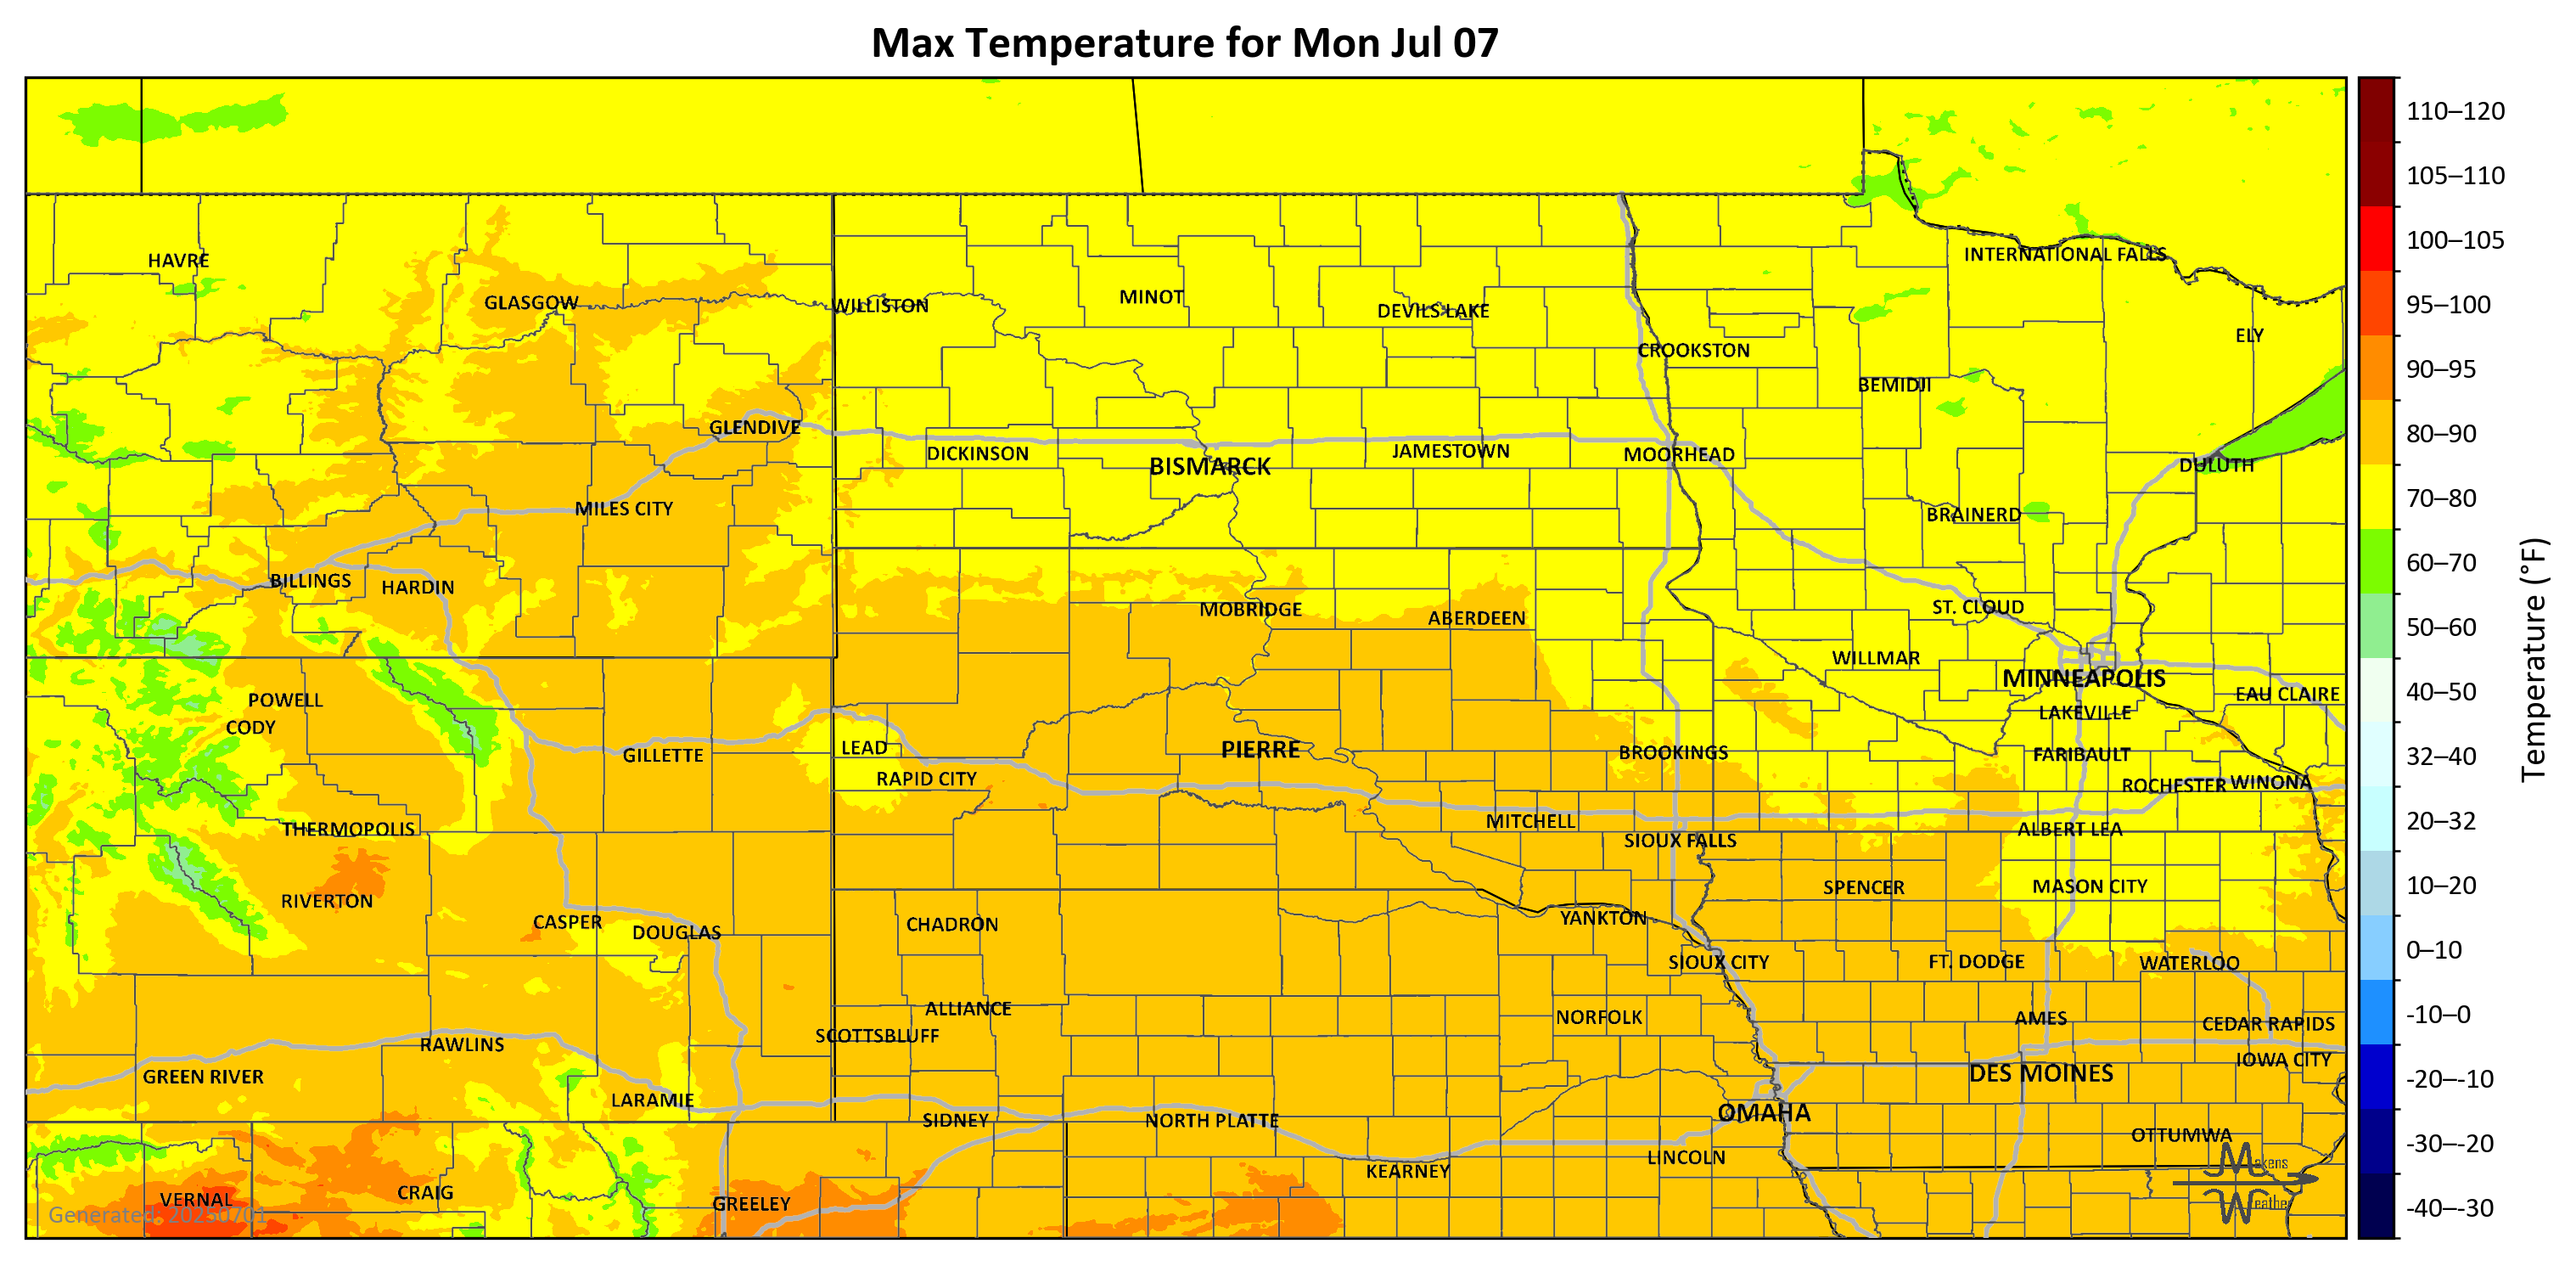 Max Temperature for Mon Jul 07
110–120
105–110
100–105
95–100
90–95
80–90
70–80
60–70
50–60
40–50
32–40
20–32
10–20
0–10
-10–0
-20–-10
-30–-20
-40–-30
Temperature (°F)
HAVRE
INTERNATIONAL FALLS
GLASGOW
WILLISTON
MINOT
DEVILS LAKE
ELY
CROOKSTON
BEMIDJI
GLENDIVE
DICKINSON
BISMARCK
JAMESTOWN
MOORHEAD
DULUTH
MILES CITY
BRAINERD
BILLINGS
HARDIN
MOBRIDGE
ABERDEEN
ST. CLOUD
WILLMAR
MINNEAPOLIS
EAU CLAIRE
POWELL
CODY
LAKEVILLE
GILLETTE
LEAD
PIERRE
BROOKINGS
FARIBAULT
RAPID CITY
ROCHESTER
WINONA
THERMOPOLIS
MITCHELL
SIOUX FALLS
ALBERT LEA
RIVERTON
SPENCER
MASON CITY
CASPER
DOUGLAS
CHADRON
YANKTON
SIOUX CITY
FT. DODGE
WATERLOO
ALLIANCE
NORFOLK
AMES
CEDAR RAPIDS
SCOTTSBLUFF
RAWLINS
IOWA CITY
GREEN RIVER
DES MOINES
LARAMIE
SIDNEY
NORTH PLATTE
OMAHA
OTTUMWA
LINCOLN
KEARNEY
VERNAL
CRAIG
GREELEY
Generated: 20250701
Makens
Weather